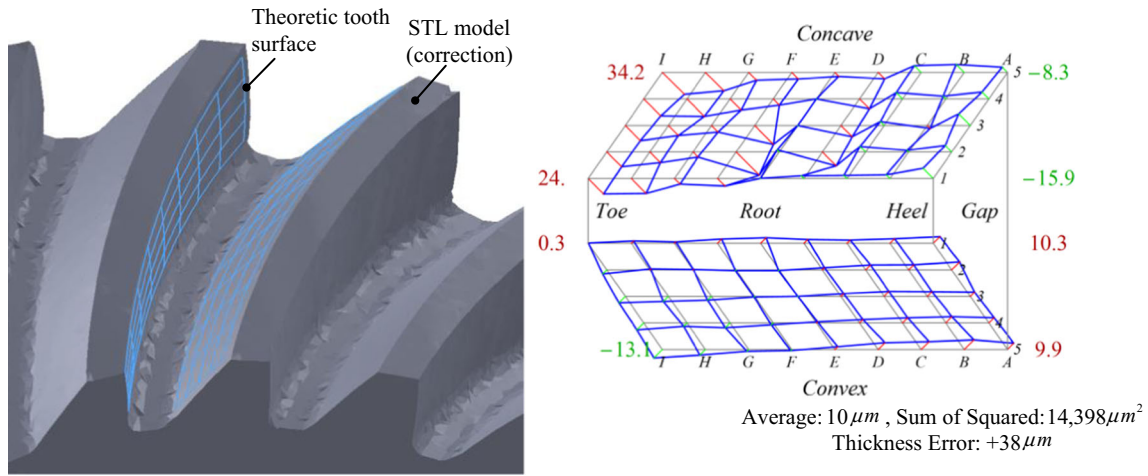 Theoretic tooth
surface
STL model
(correction)
Concave
I H G F E D C B A
34.2
5 -8.3
4
3
2
24.
1 -15.9
Toe Root Heel Gap
0.3
1 10.3
2
3
4
-13.1
5 9.9
I H G F E D C B A
Convex
Average: 10 μm , Sum of Squared: 14,398 μm²
Thickness Error: +38 μm